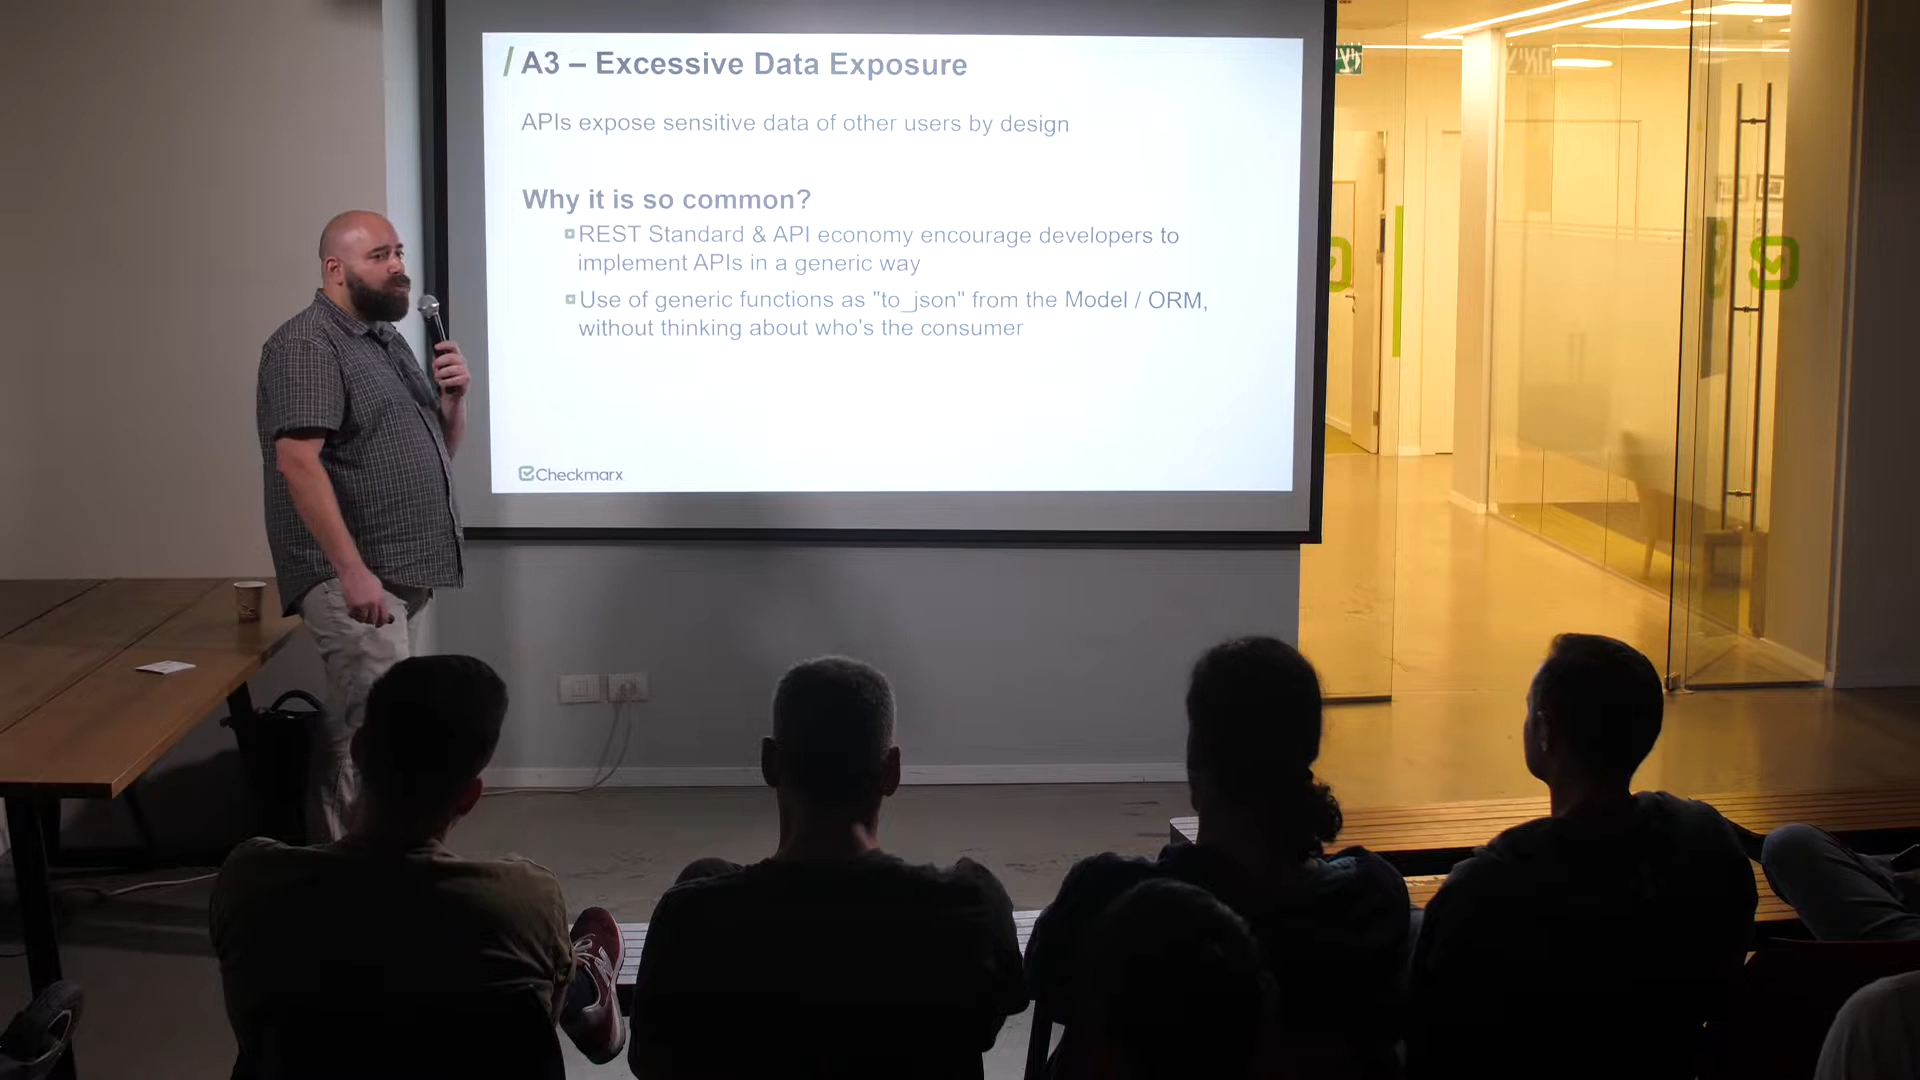 A3 – Excessive Data Exposure
APIs expose sensitive data of other users by design
Why it is so common?
REST Standard & API economy encourage developers to
implement APIs in a generic way
Use of generic functions as "to_json" from the Model / ORM,
without thinking about who's the consumer
Checkmarx